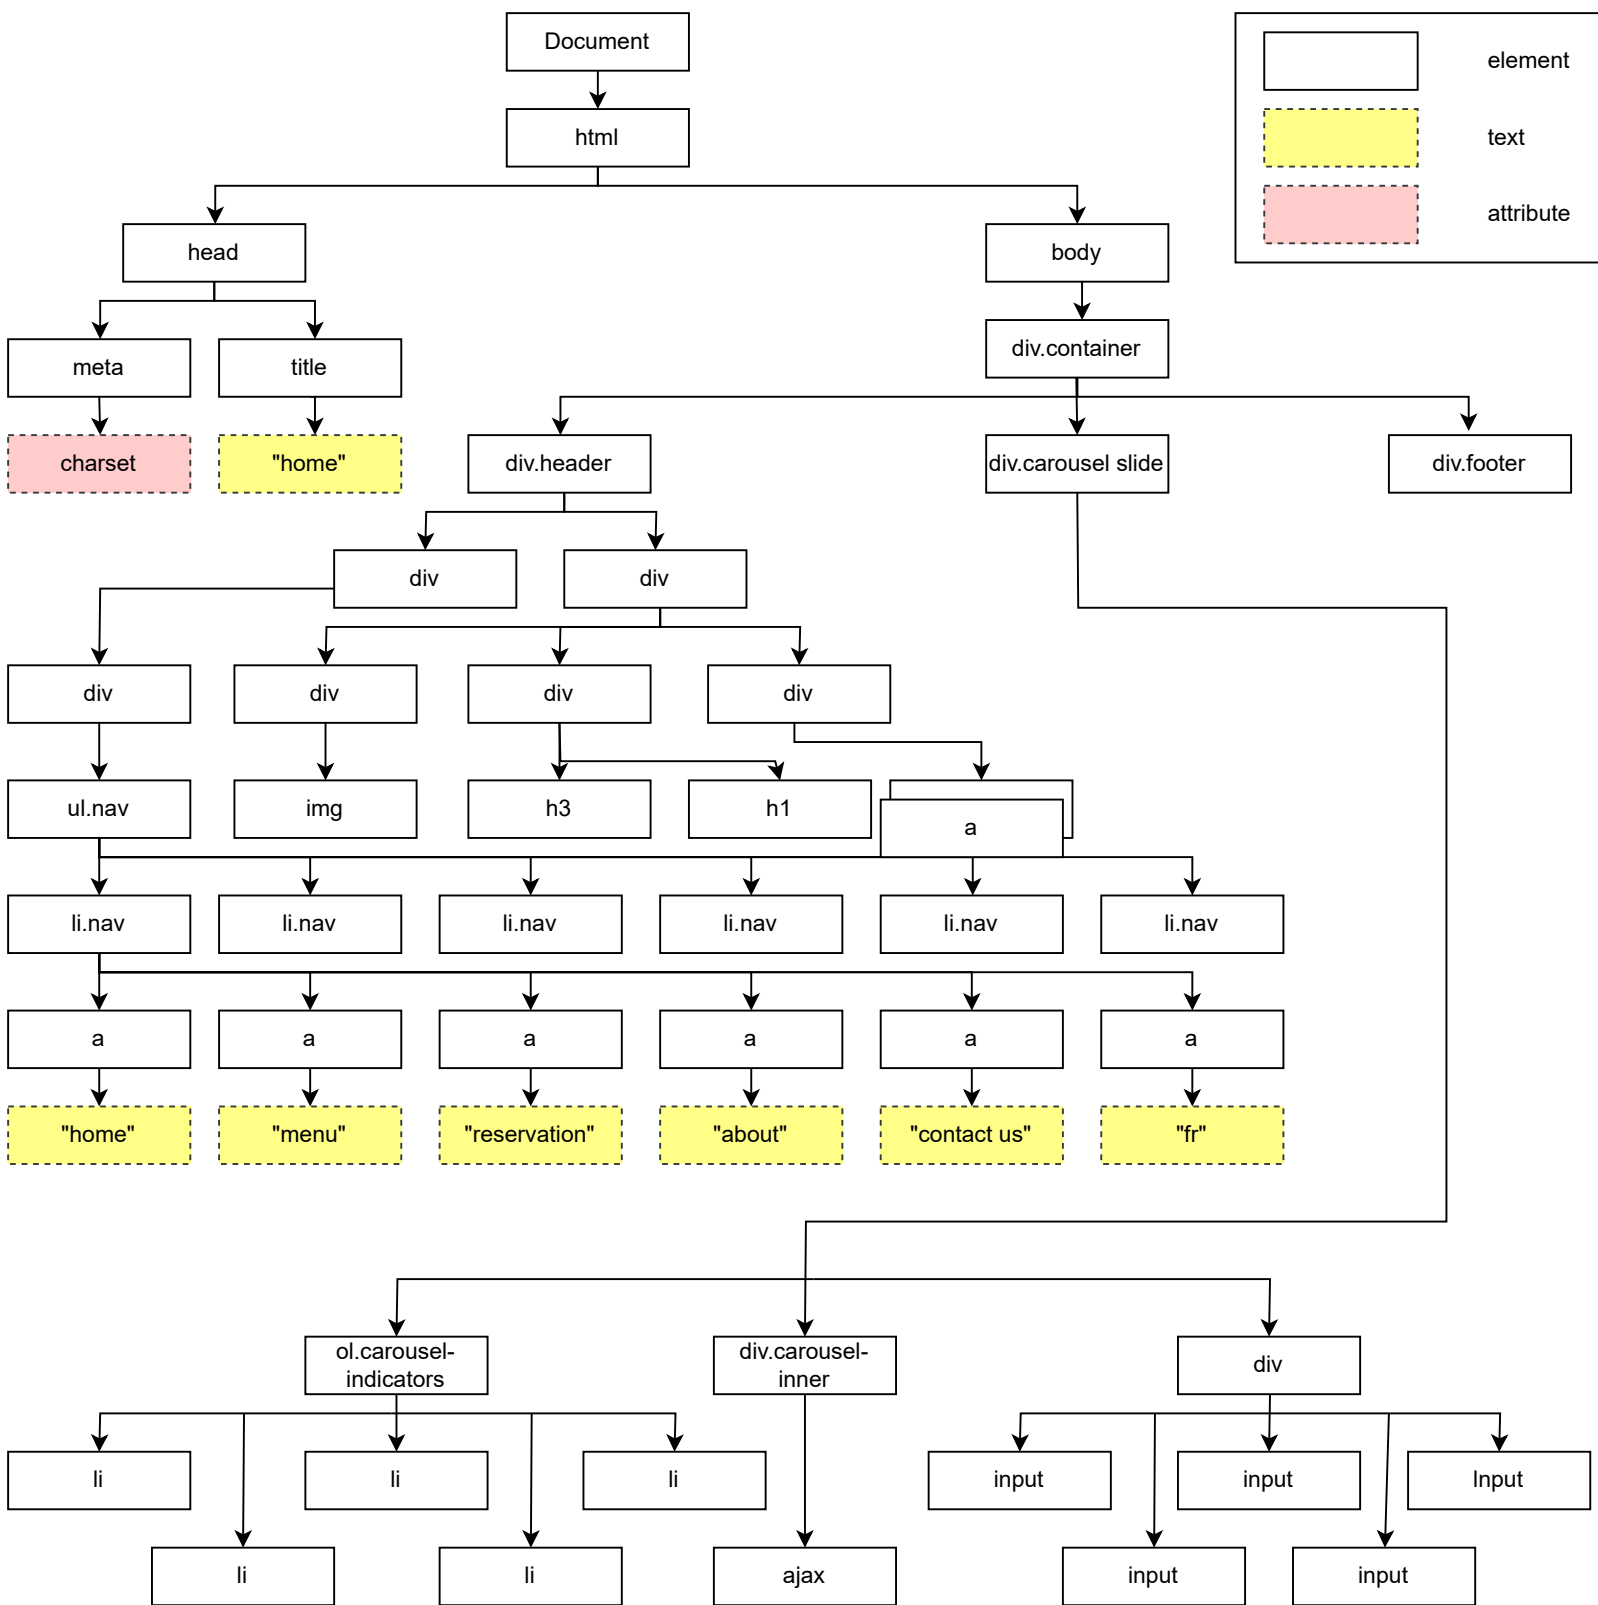 Document
element
html
text
attribute
head
body
div.container
meta
title
charset
"home"
div.header
div.carousel slide
div.footer
div
div
div
div
div
div
ul.nav
img
h3
h1
a
li.nav
li.nav
li.nav
li.nav
li.nav
li.nav
a
a
a
a
a
a
"home"
"menu"
"reservation"
"about"
"contact us"
"fr"
ol.carousel-
indicators
div.carousel-
inner
div
li
li
li
input
input
Input
li
li
ajax
input
input